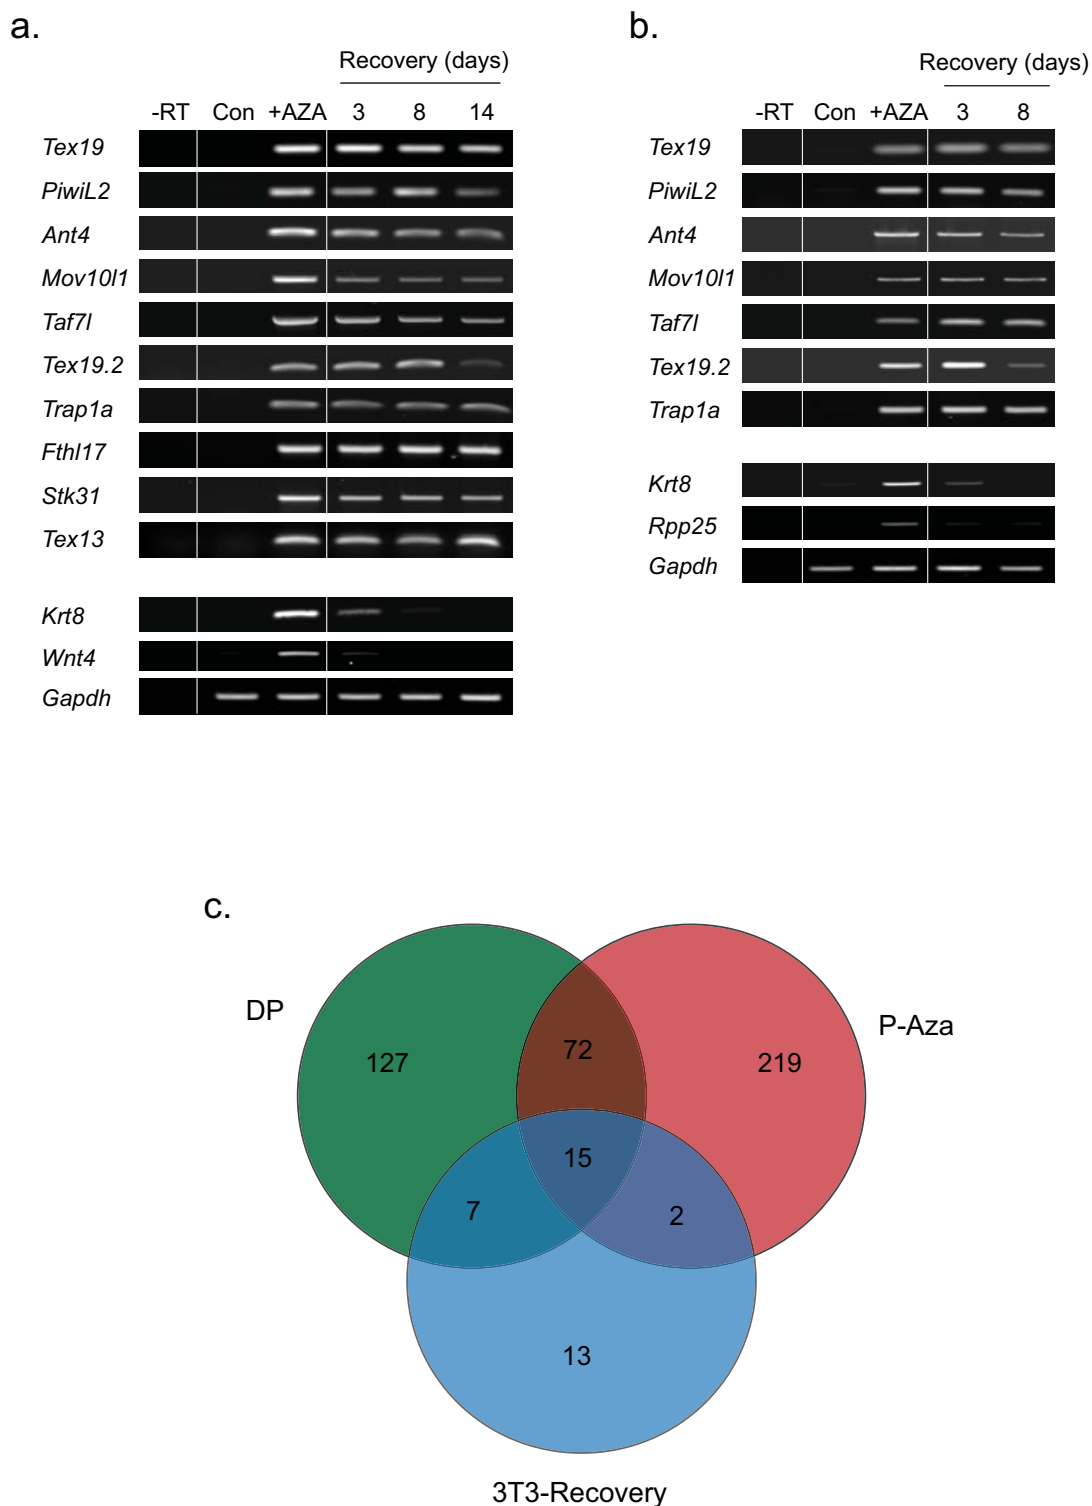 a.
Recovery (days)
-RT Con +AZA 3 8 14
Tex19
PiwiL2
Ant4
Mov10l1
Taf7l
Tex19.2
Trap1a
Fthl17
Stk31
Tex13
Krt8
Wnt4
Gapdh
b.
Recovery (days)
-RT Con +AZA 3 8
Tex19
PiwiL2
Ant4
Mov10l1
Taf7l
Tex19.2
Trap1a
Krt8
Rpp25
Gapdh
c.
DP
P-Aza
127
72
219
15
7
2
13
3T3-Recovery